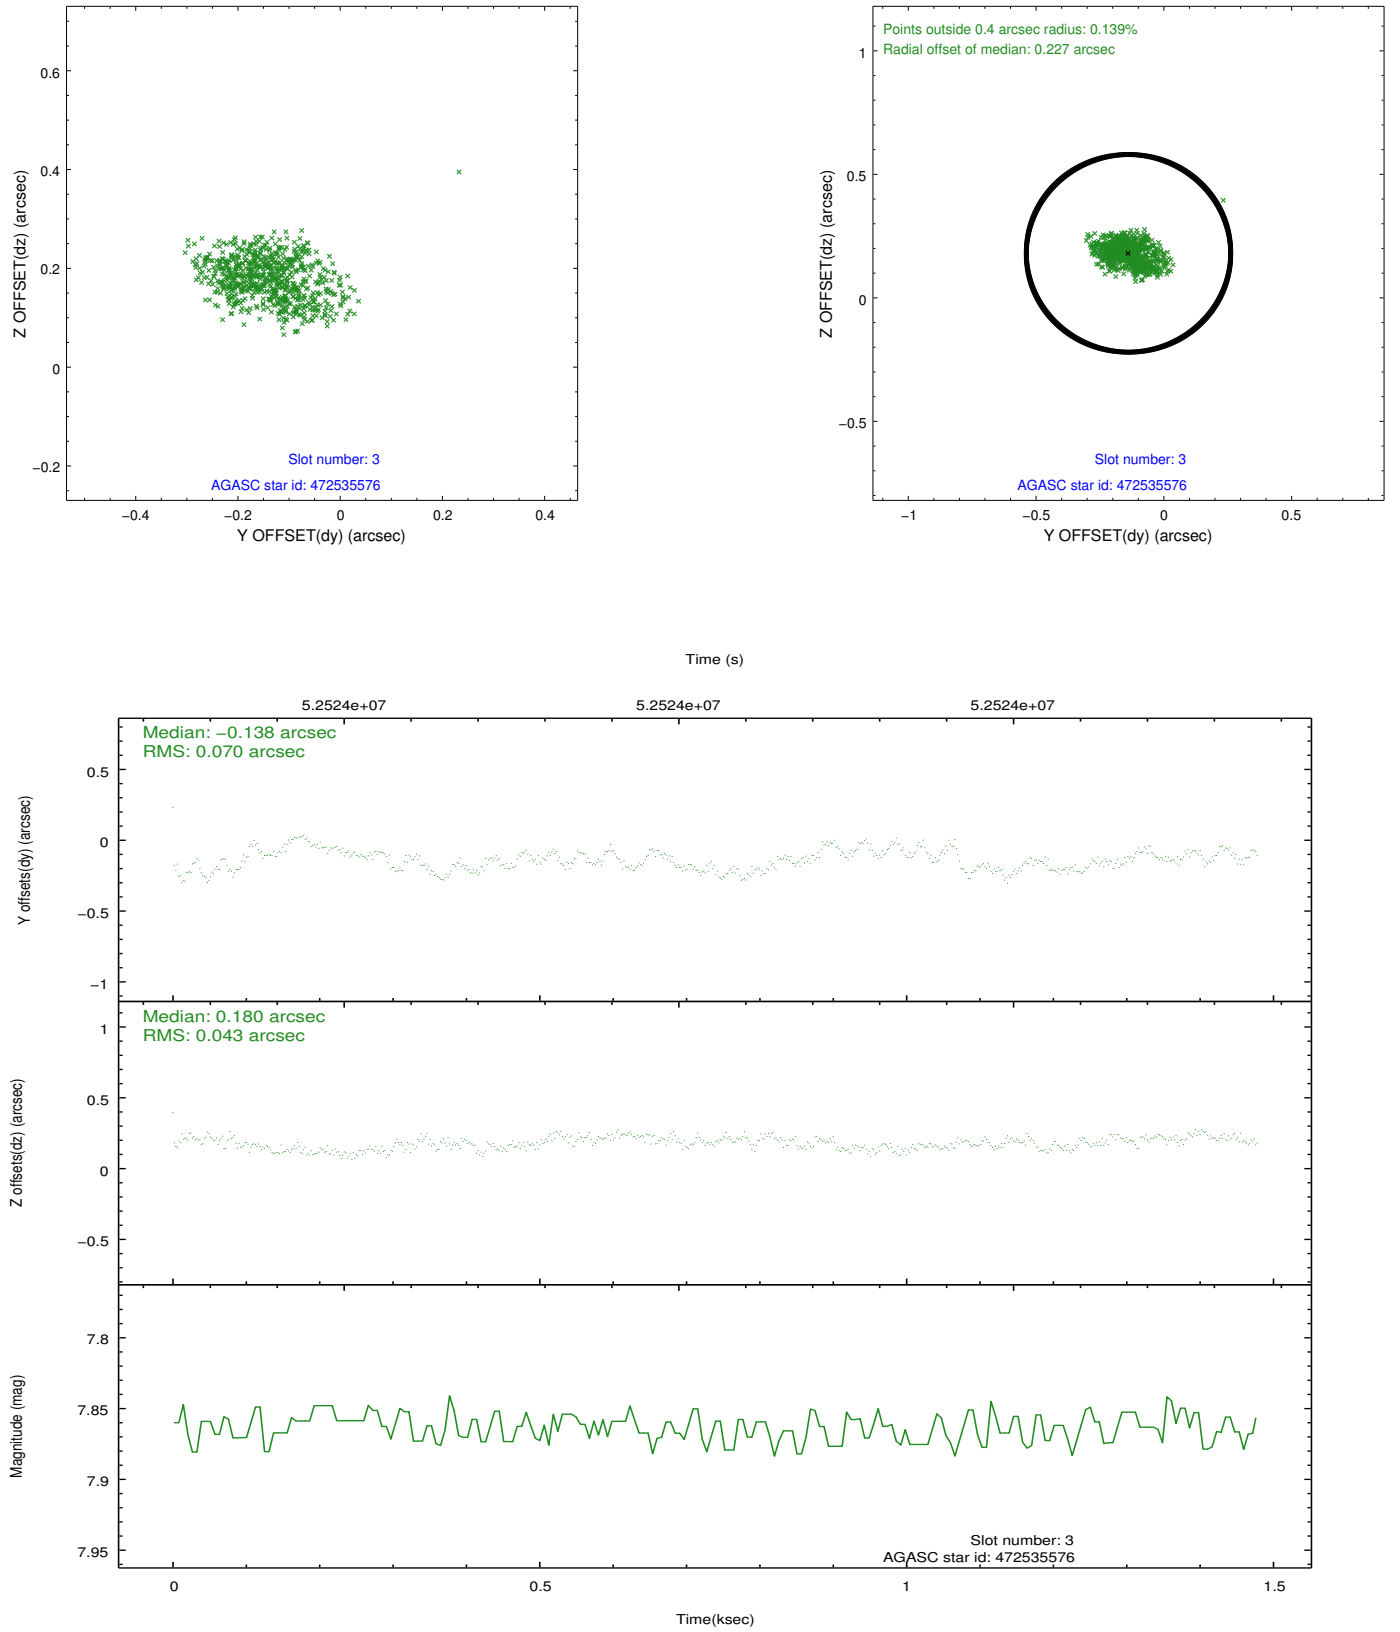 Points outside 0.4 arcsec radius: 0.139%
Radial offset of median: 0.227 arcsec
0.6
0.4
0.2
0
−0.2
Z OFFSET(dz) (arcsec)
Slot number: 3
AGASC star id: 472535576
−0.4
−0.2
0
0.2
0.4
Y OFFSET(dy) (arcsec)
1
0.5
0
−0.5
Z OFFSET(dz) (arcsec)
Slot number: 3
AGASC star id: 472535576
−1
−0.5
0
0.5
Y OFFSET(dy) (arcsec)
Time (s)
5.2524e+07
5.2524e+07
5.2524e+07
Median: −0.138 arcsec
RMS: 0.070 arcsec
0.5
0
−0.5
−1
Y offsets(dy) (arcsec)
Median: 0.180 arcsec
RMS: 0.043 arcsec
1
0.5
0
−0.5
Z offsets(dz) (arcsec)
7.8
7.85
7.9
7.95
Magnitude (mag)
Slot number: 3
AGASC star id: 472535576
0
0.5
1
1.5
Time(ksec)